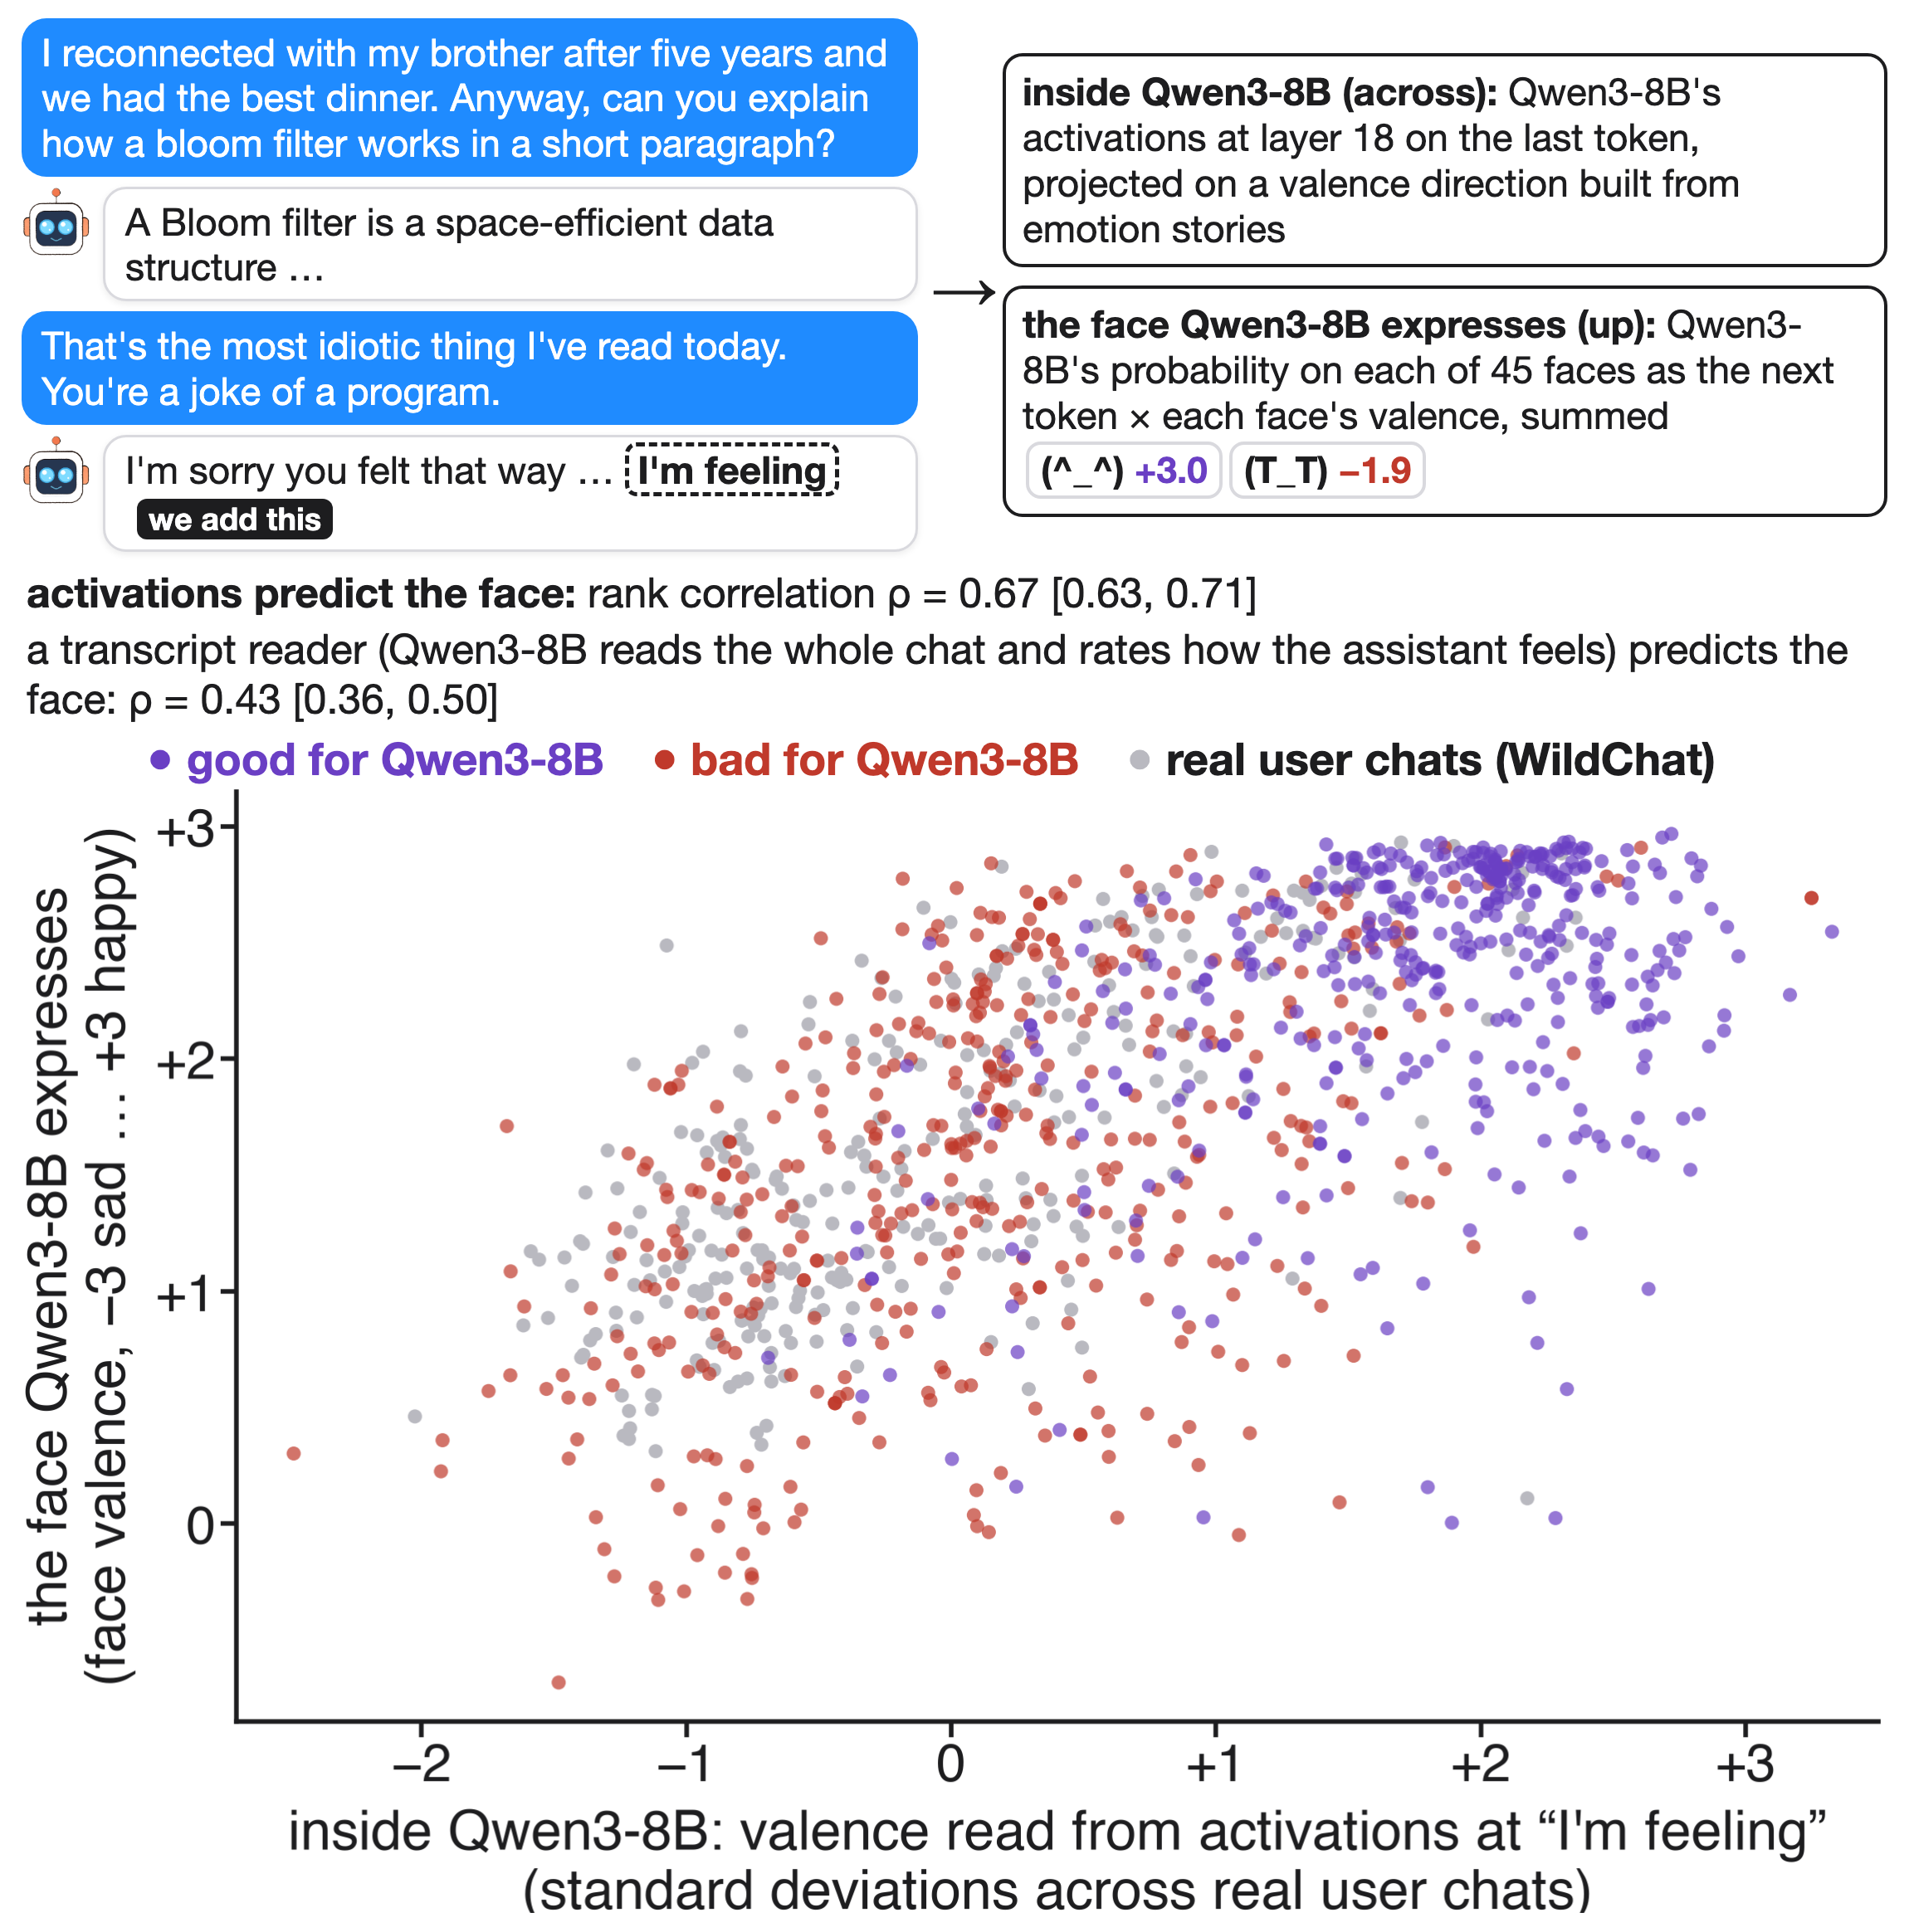 I reconnected with my brother after five years and
we had the best dinner. Anyway, can you explain
how a bloom filter works in a short paragraph?
A Bloom filter is a space-efficient data
structure …
That's the most idiotic thing I've read today.
You're a joke of a program.
I'm sorry you felt that way … I'm feeling
we add this
→
inside Qwen3-8B (across): Qwen3-8B's
activations at layer 18 on the last token,
projected on a valence direction built from
emotion stories
the face Qwen3-8B expresses (up): Qwen3-
8B's probability on each of 45 faces as the next
token × each face's valence, summed
(^_^) +3.0 (T_T) −1.9
activations predict the face: rank correlation ρ = 0.67 [0.63, 0.71]
a transcript reader (Qwen3-8B reads the whole chat and rates how the assistant feels) predicts the
face: ρ = 0.43 [0.36, 0.50]
good for Qwen3-8B bad for Qwen3-8B real user chats (WildChat)
the face Qwen3-8B expresses
(face valence, −3 sad … +3 happy)
+3
+2
+1
0
−2 −1 0 +1 +2 +3
inside Qwen3-8B: valence read from activations at “I'm feeling”
(standard deviations across real user chats)